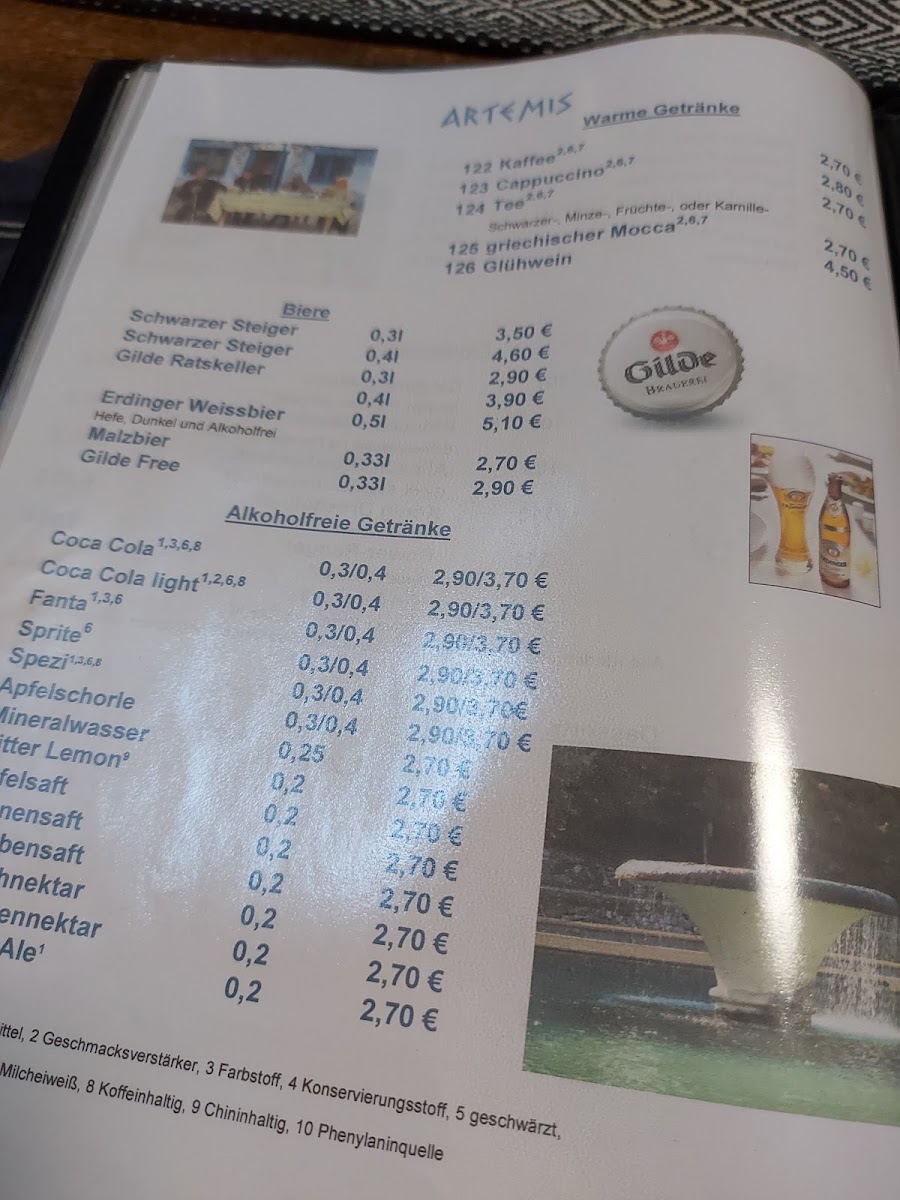 ARTEMIS Warme Getränke
122 Kaffee2,6,7 2,70 €
123 Cappuccino2,6,7 2,80 €
124 Tee2,6,7 2,70 €
Schwarzer-, Minze-, Früchte-, oder Kamille-
125 griechischer Mocca2,6,7 2,70 €
126 Glühwein 4,50 €
Biere
Schwarzer Steiger 0,3l 3,50 €
Schwarzer Steiger 0,4l 4,60 €
Gilde Ratskeller 0,3l 2,90 €
0,4l 3,90 €
Erdinger Weissbier 0,5l 5,10 €
Hefe, Dunkel und Alkoholfrei
Malzbier 0,33l 2,70 €
Gilde Free 0,33l 2,90 €
Gilde
BRAUEREI
Alkoholfreie Getränke
Coca Cola1,3,6,8 0,3/0,4 2,90/3,70 €
Coca Cola light1,2,6,8 0,3/0,4 2,90/3,70 €
Fanta1,3,6 0,3/0,4 2,90/3,70 €
Sprite6 0,3/0,4 2,90/3,70 €
Spezi1,3,6,8 0,3/0,4 2,90/3,70€
Apfelschorle 0,3/0,4 2,90/3,70 €
Mineralwasser 0,25 2,70 €
itter Lemon9 0,2 2,70 €
felsaft 0,2 2,70 €
nensaft 0,2 2,70 €
bensaft 0,2 2,70 €
hnektar 0,2 2,70 €
ennektar 0,2 2,70 €
Ale1 0,2 2,70 €
ittel, 2 Geschmacksverstärker, 3 Farbstoff, 4 Konservierungsstoff, 5 geschwärzt,
Milcheiweiß, 8 Koffeinhaltig, 9 Chininhaltig, 10 Phenylaninquelle